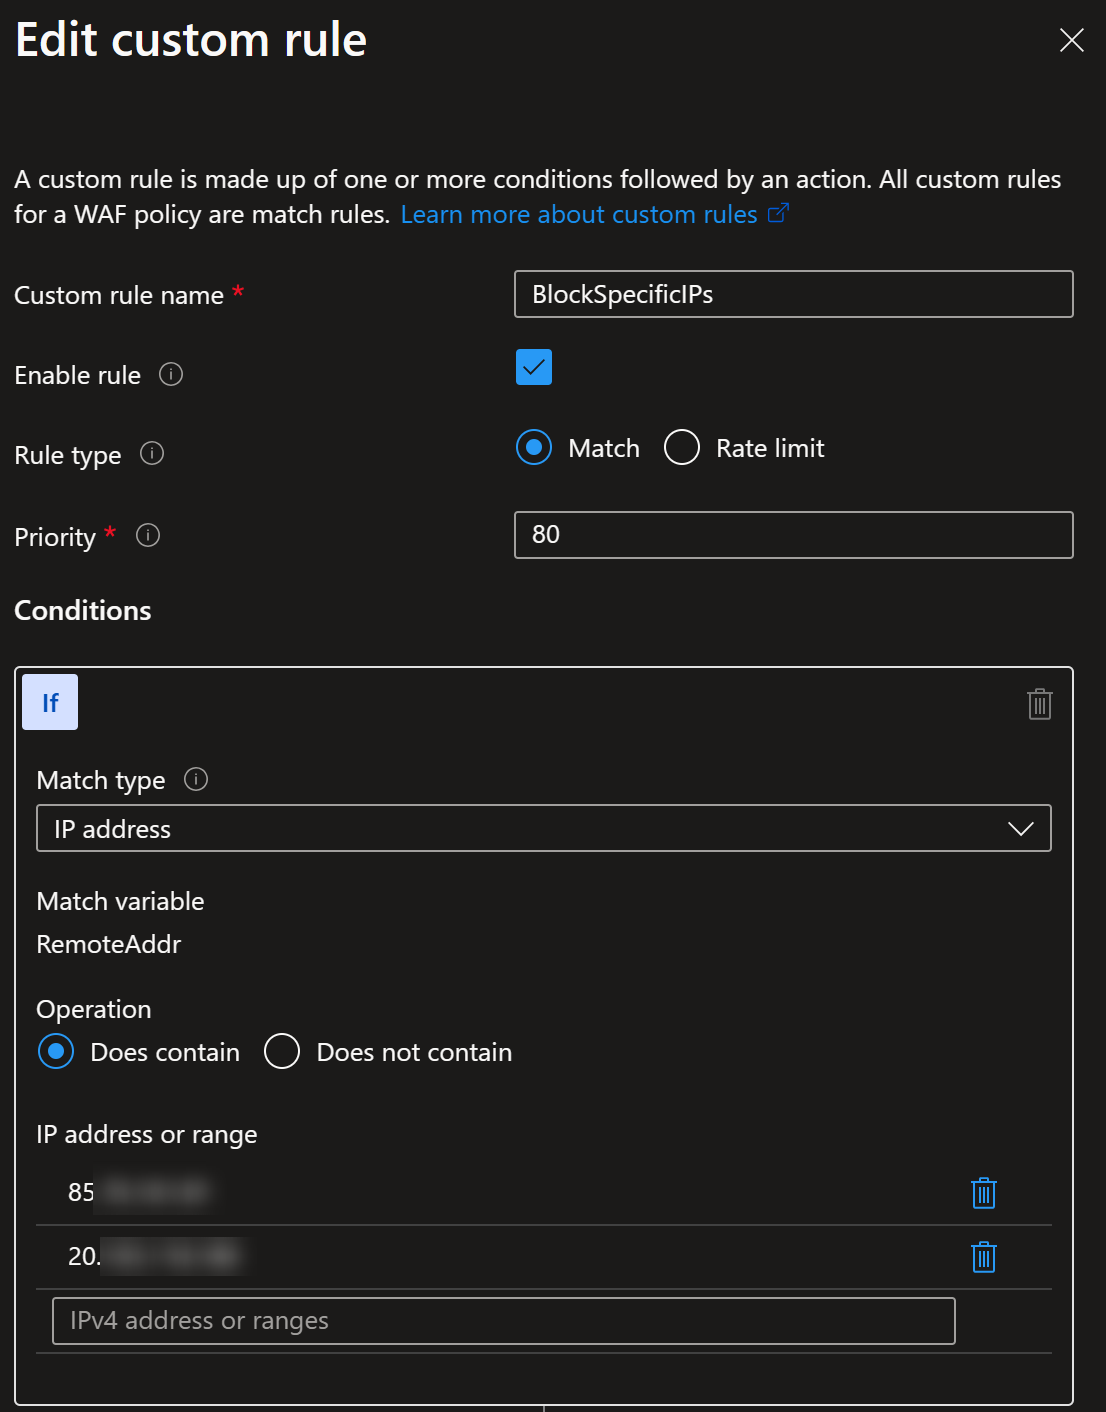 Edit custom rule
A custom rule is made up of one or more conditions followed by an action. All custom rules
for a WAF policy are match rules. Learn more about custom rules
Custom rule name *
BlockSpecificIPs
Enable rule
Rule type
Match
Rate limit
Priority *
80
Conditions
If
Match type
IP address
Match variable
RemoteAddr
Operation
Does contain
Does not contain
IP address or range
85
20.
IPv4 address or ranges